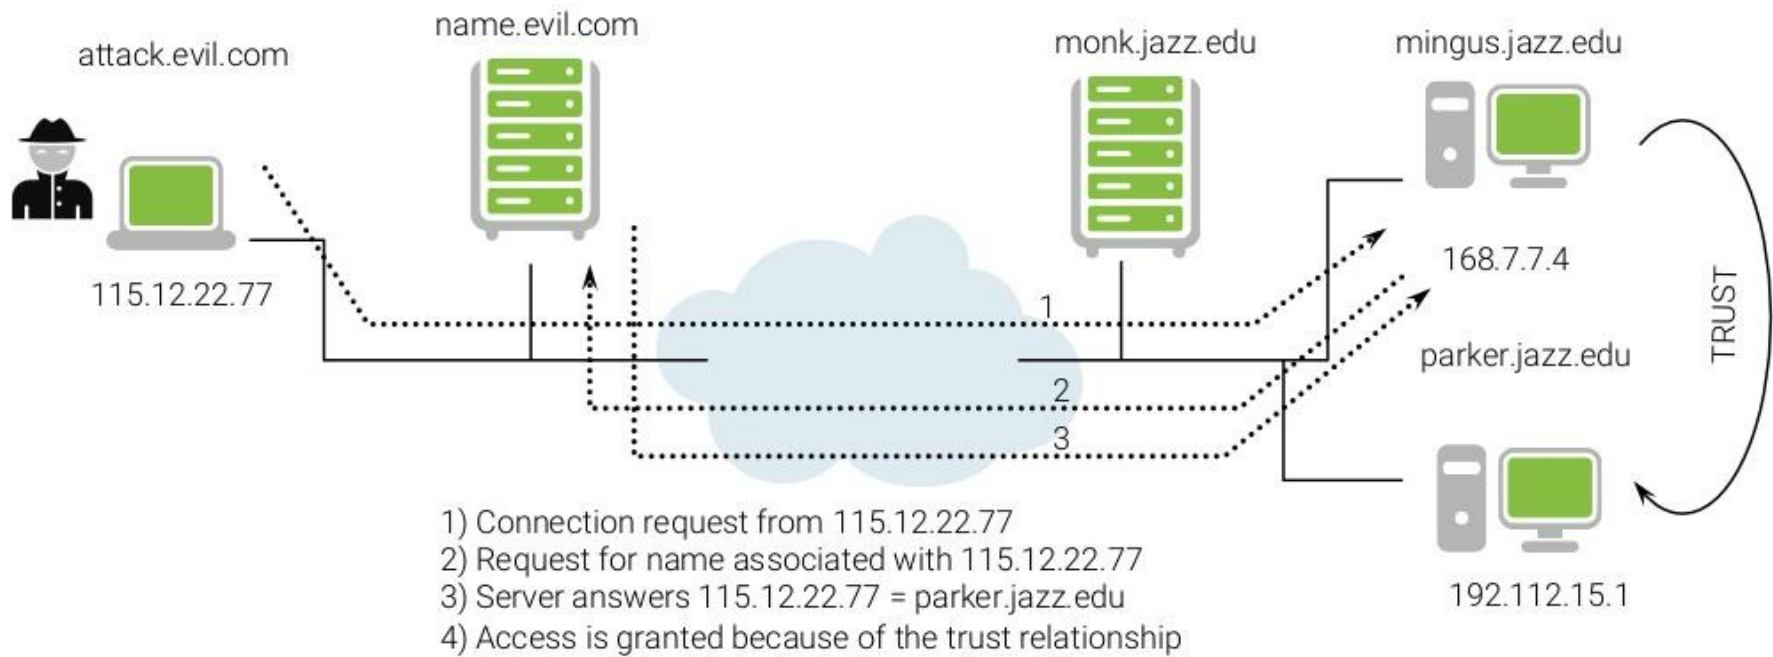 attack.evil.com
name.evil.com
monk.jazz.edu
mingus.jazz.edu
115.12.22.77
168.7.7.4
1
2
3
TRUST
parker.jazz.edu
192.112.15.1
1) Connection request from 115.12.22.77
2) Request for name associated with 115.12.22.77
3) Server answers 115.12.22.77 = parker.jazz.edu
4) Access is granted because of the trust relationship